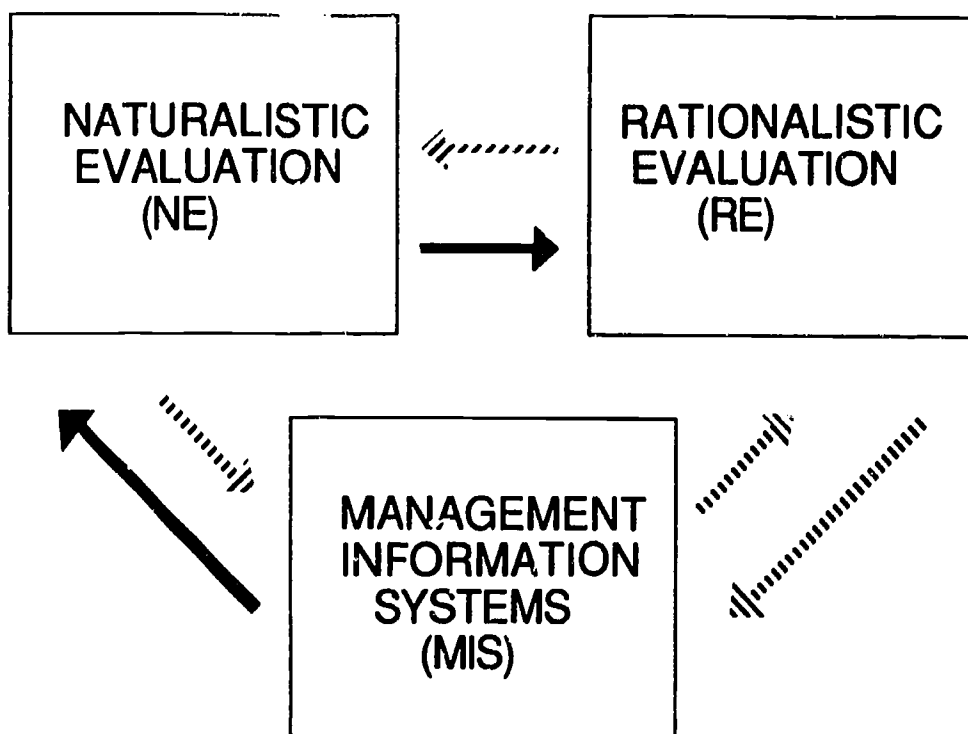 NATURALISTIC
EVALUATION
(NE)
RATIONALISTIC
EVALUATION
(RE)
MANAGEMENT
INFORMATION
SYSTEMS
(MIS)